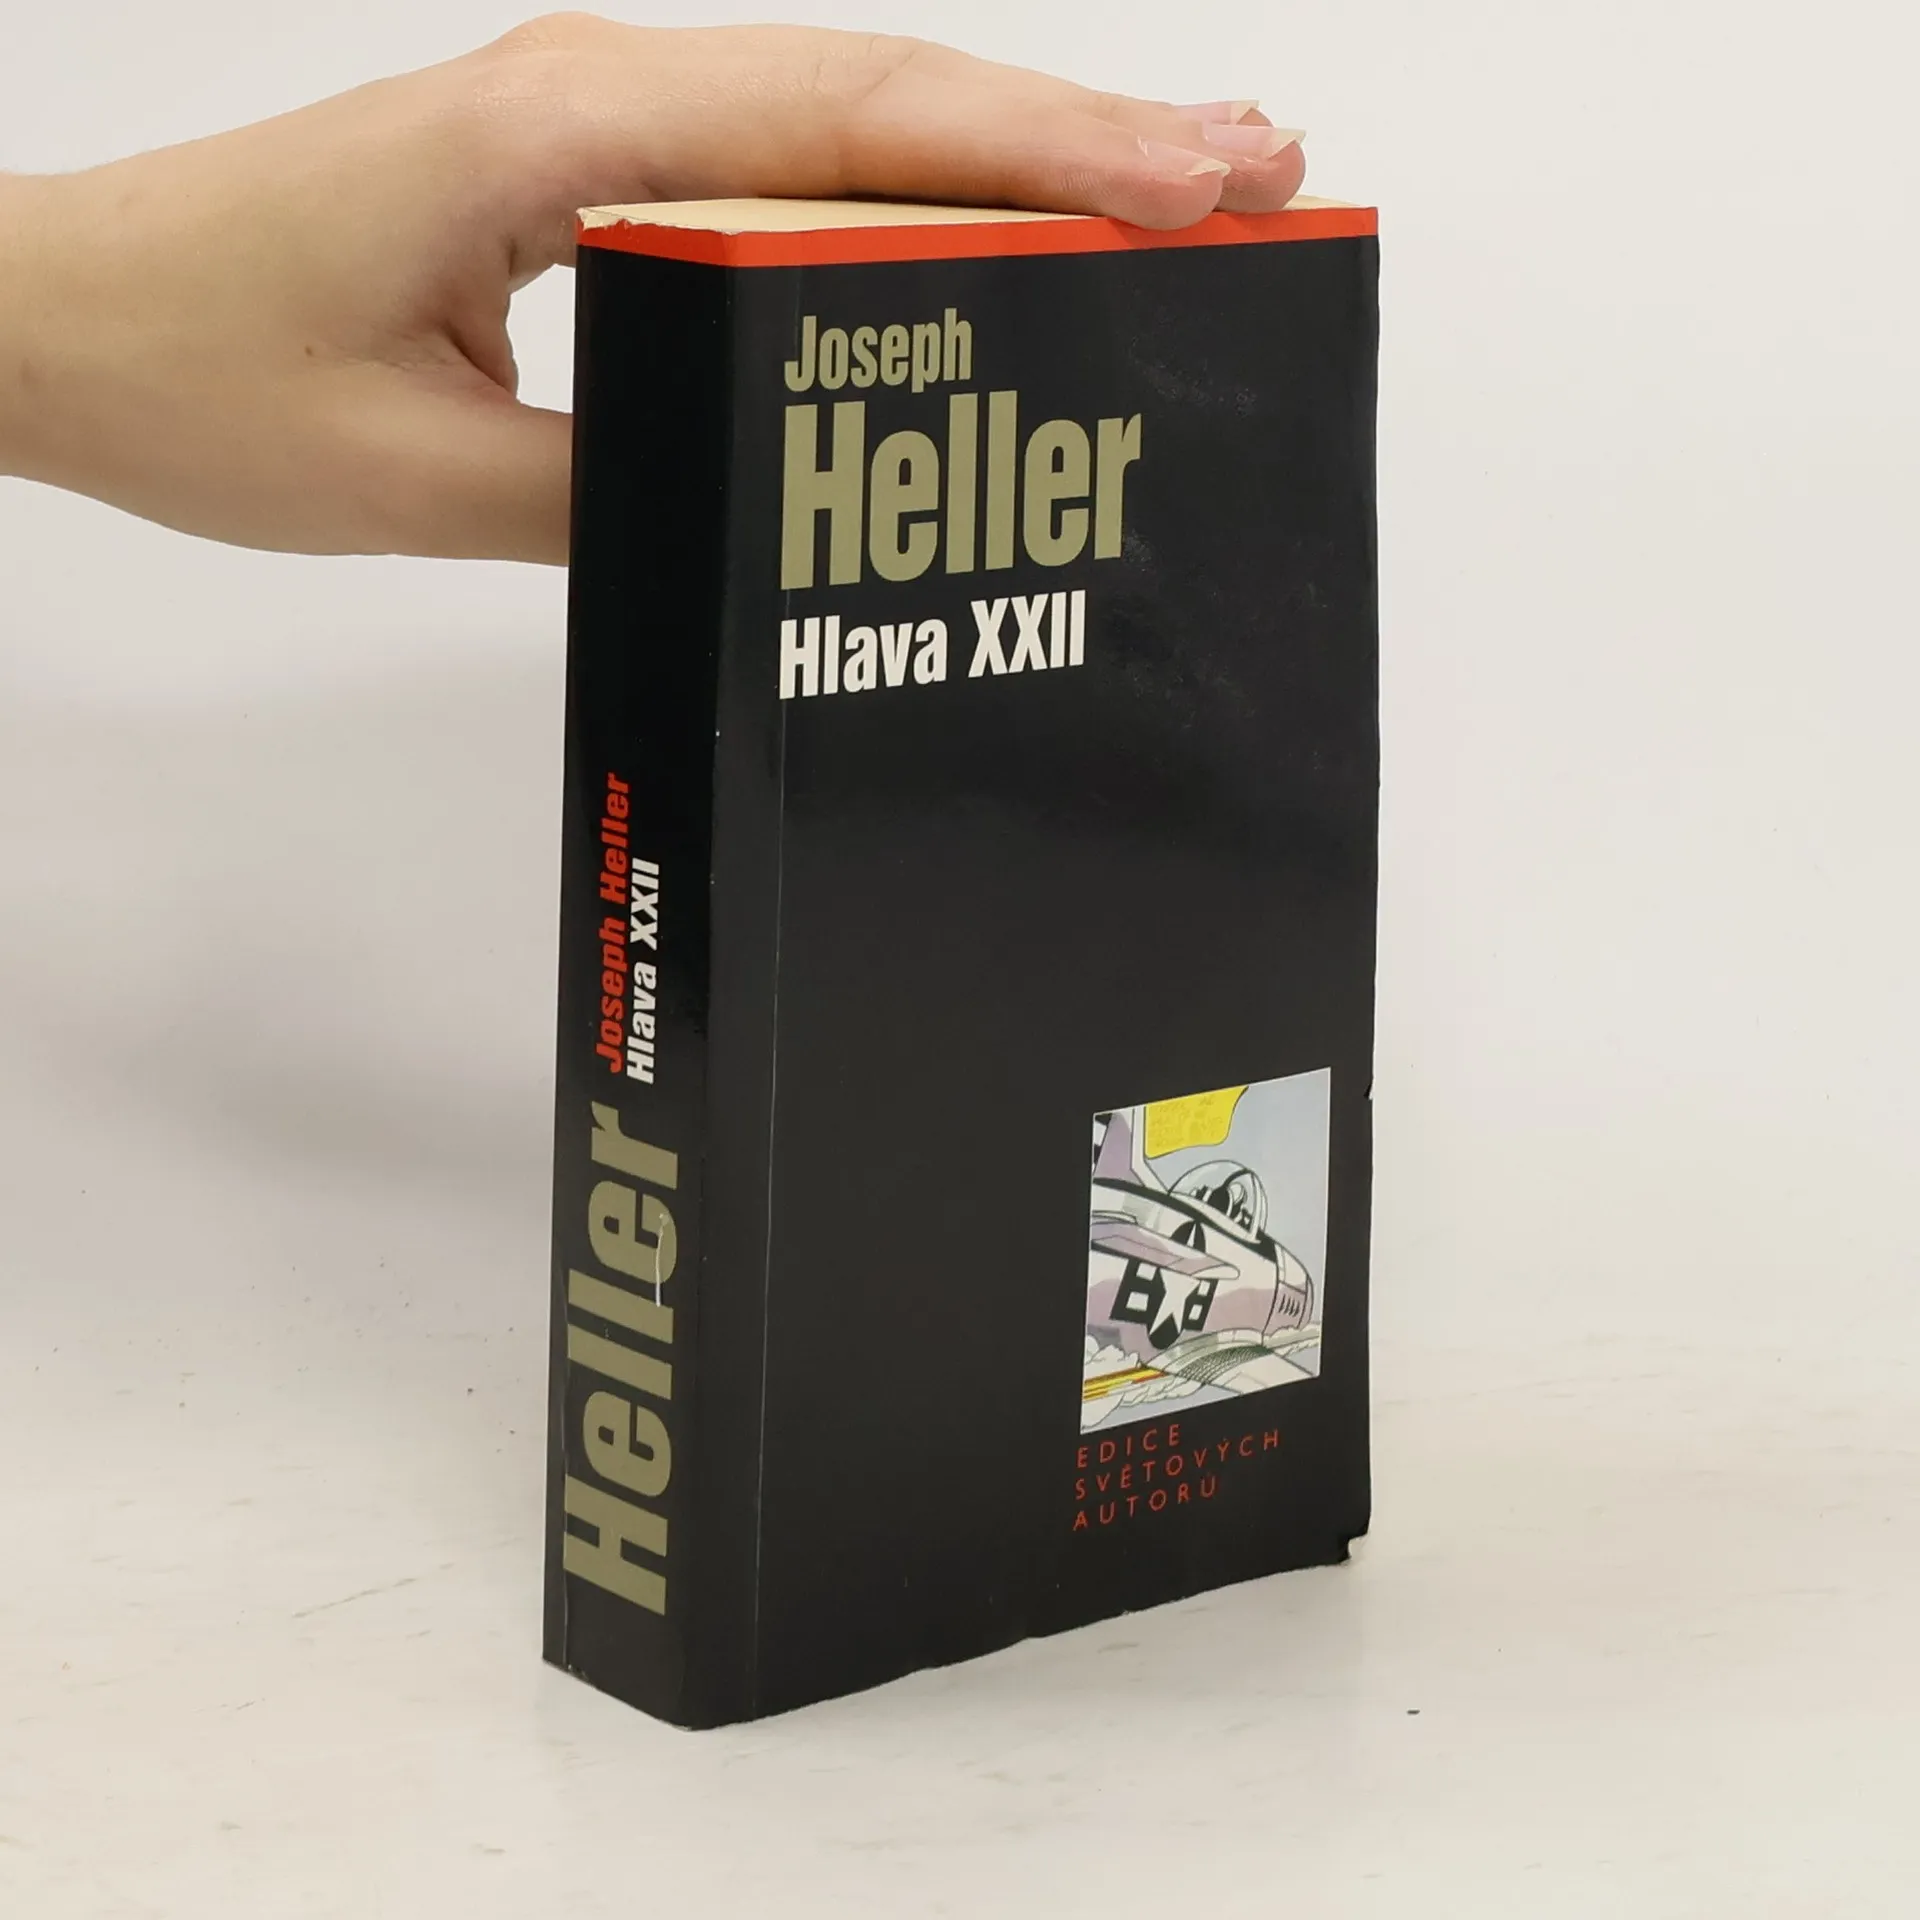 Joseph
Heller
Hlava XXII
Joseph Heller
Hlava XXII
Heller
EDICE
SVĚTOVÝCH
AUTORŮ